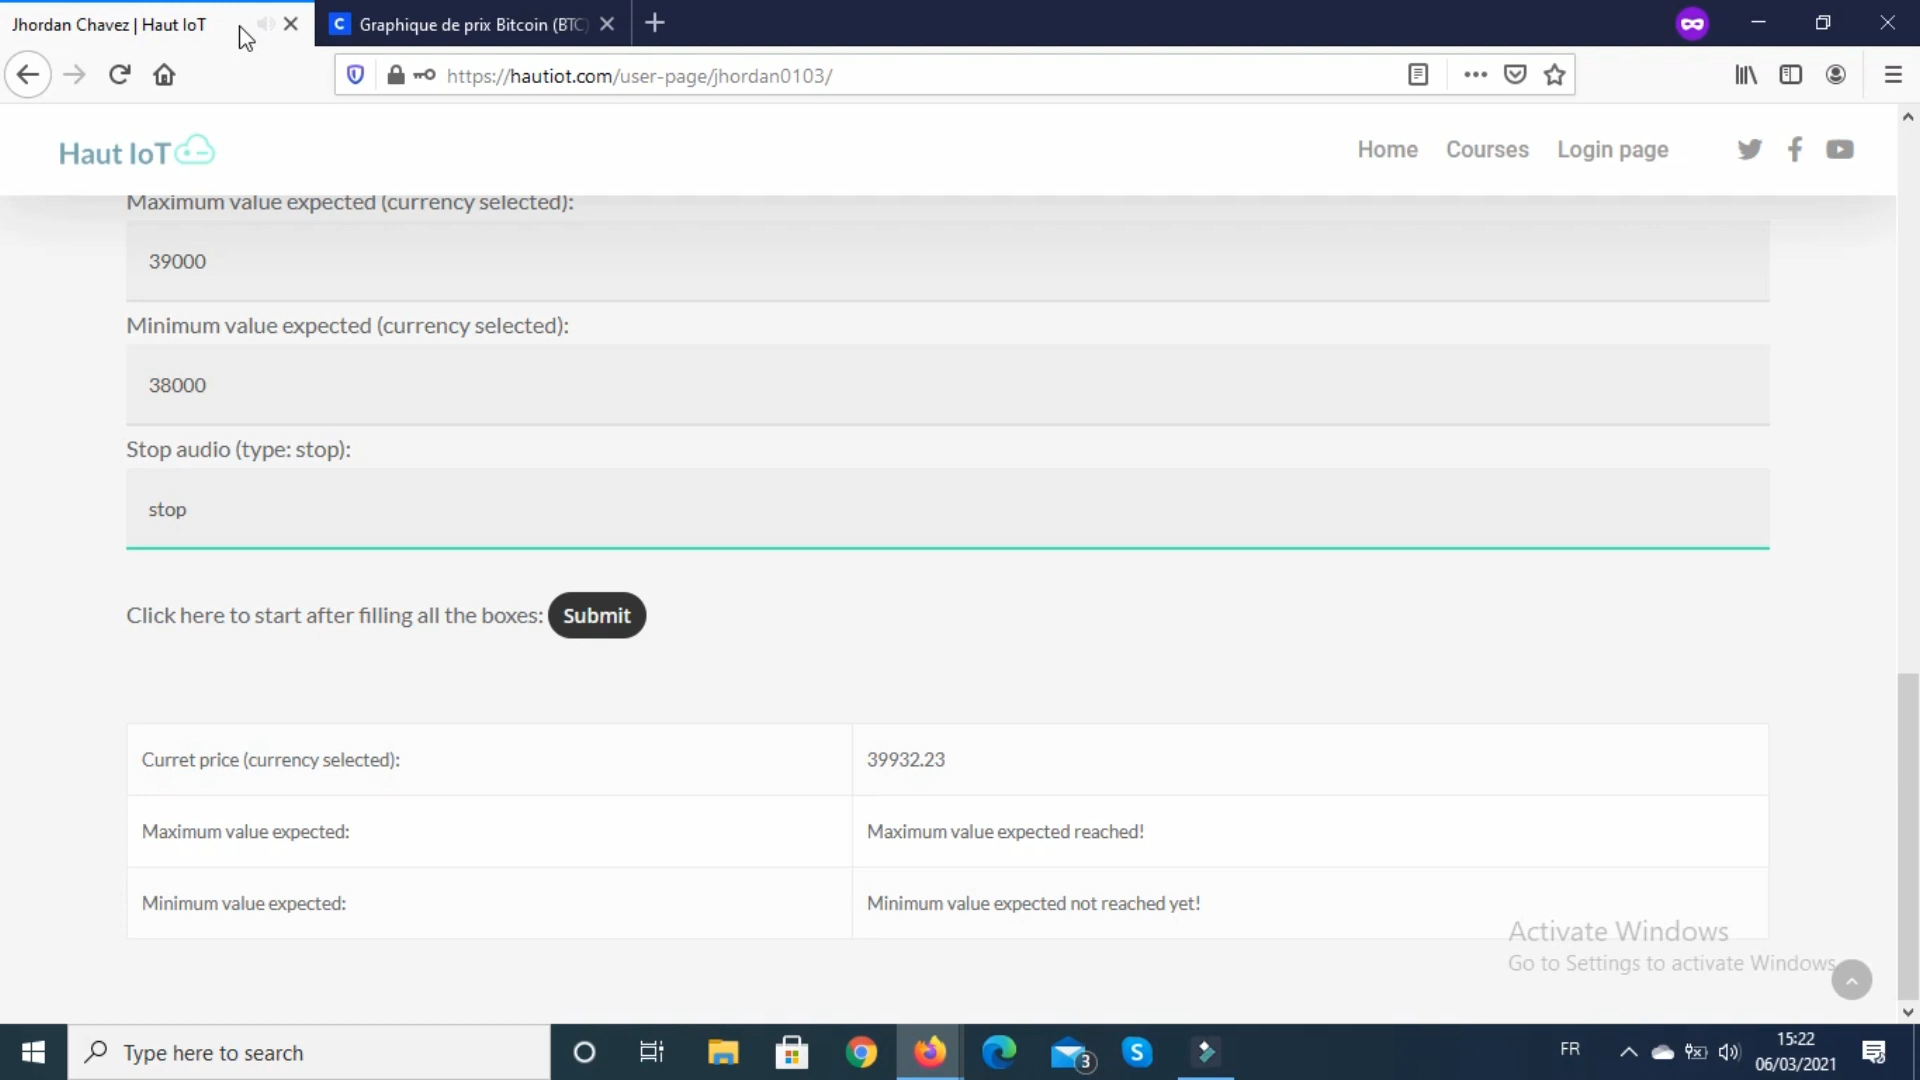 Jhordan Chavez | Haut IoT
Graphique de prix Bitcoin (BTC)
https://hautiot.com/user-page/jhordan0103/
Haut IoT
Home
Courses
Login page
Maximum value expected (currency selected):
39000
Minimum value expected (currency selected):
38000
Stop audio (type: stop):
stop
Click here to start after filling all the boxes: Submit
Curret price (currency selected):
39932.23
Maximum value expected:
Maximum value expected reached!
Minimum value expected:
Minimum value expected not reached yet!
Activate Windows
Go to Settings to activate Windows.
Type here to search
3
S
FR
15:22
06/03/2021